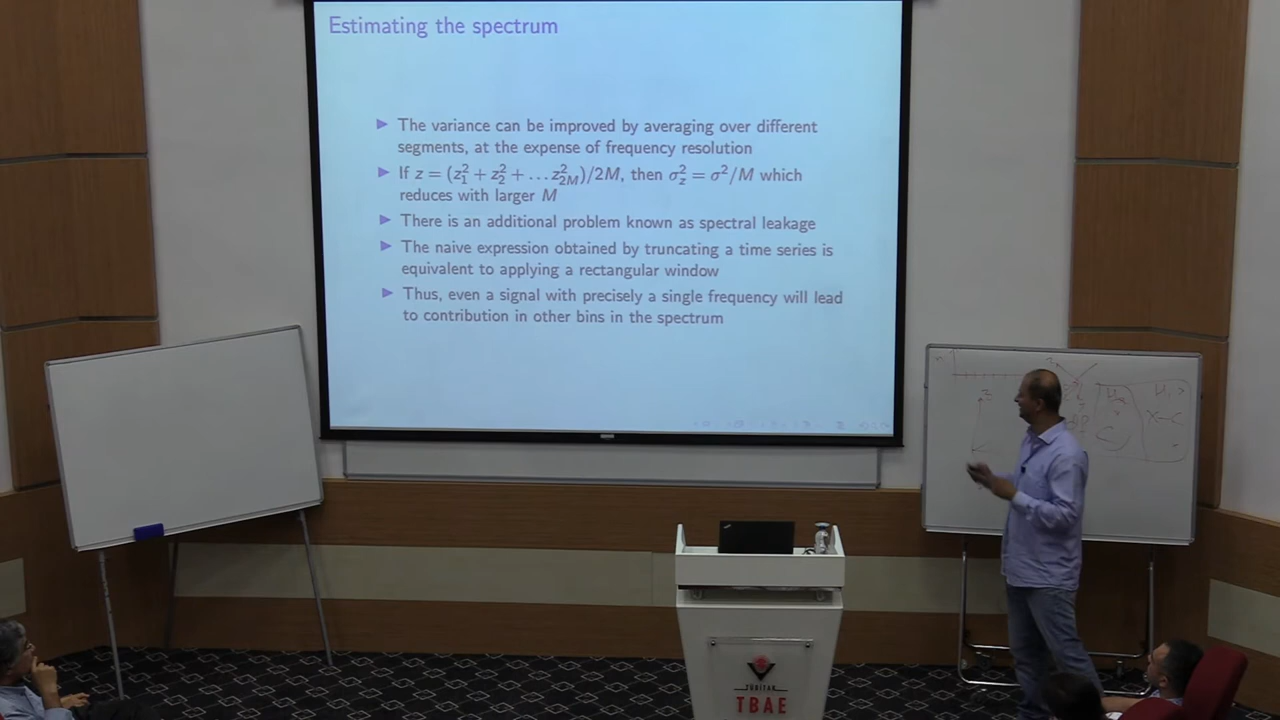 Estimating the spectrum
▶ The variance can be improved by averaging over different
segments, at the expense of frequency resolution
▶ If z = (z₁² + z₂² + … z²₂M)/2M, then σ_z² = σ²/M which
reduces with larger M
▶ There is an additional problem known as spectral leakage
▶ The naive expression obtained by truncating a time series is
equivalent to applying a rectangular window
▶ Thus, even a signal with precisely a single frequency will lead
to contribution in other bins in the spectrum
TÜBİTAK
TBAE